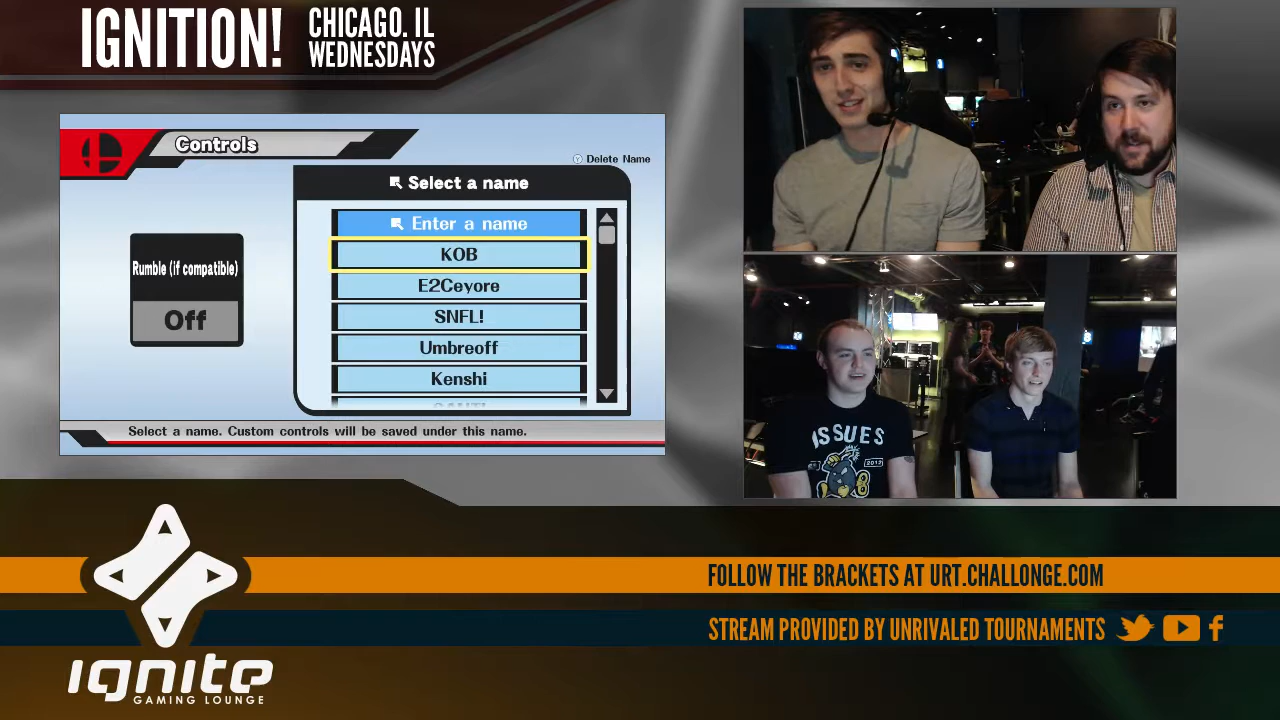 IGNITION!
CHICAGO. IL
WEDNESDAYS
Controls
Delete Name
Select a name
Enter a name
KOB
E2Ceyore
SNFL!
Umbreoff
Kenshi
Rumble (if compatible)
Off
Select a name. Custom controls will be saved under this name.
ISSUES
2012
FOLLOW THE BRACKETS AT URT.CHALLONGE.COM
STREAM PROVIDED BY UNRIVALED TOURNAMENTS
ignite
GAMING LOUNGE